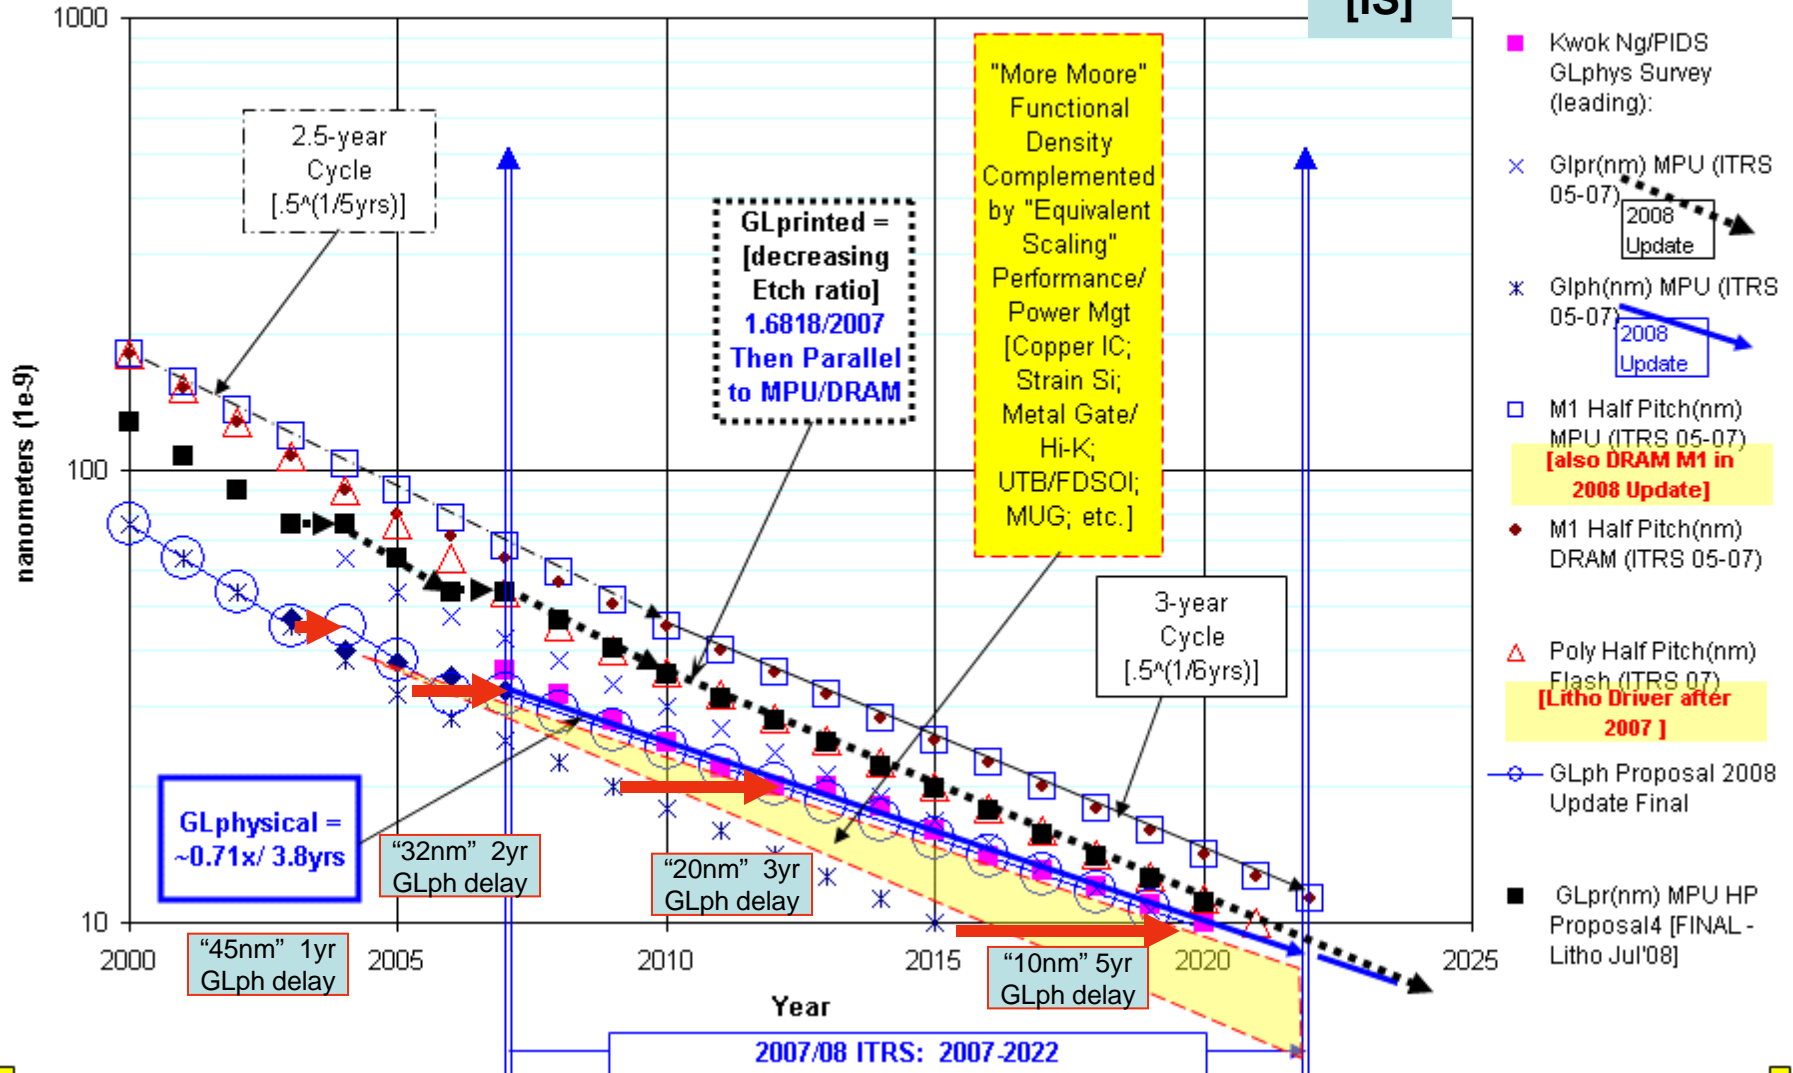 [IS]
1000
100
10
nanometers (1e-9)
2000
2005
2010
2015
2020
2025
Year
2.5-year
Cycle
[.5^(1/5yrs)]
GLprinted =
[decreasing
Etch ratio]
1.6818/2007
Then Parallel
to MPU/DRAM
"More Moore"
Functional
Density
Complemented
by "Equivalent
Scaling"
Performance/
Power Mgt
[Copper IC;
Strain Si;
Metal Gate/
Hi-K;
UTB/FDSOI;
MUG; etc.]
3-year
Cycle
[.5^(1/6yrs)]
GLphysical =
~0.71x/ 3.8yrs
“32nm” 2yr
GLph delay
“20nm” 3yr
GLph delay
“45nm” 1yr
GLph delay
“10nm” 5yr
GLph delay
2007/08 ITRS: 2007-2022
Kwok Ng/PIDS
GLphys Survey
(leading):
Glpr(nm) MPU (ITRS
05-07)
2008
Update
Glph(nm) MPU (ITRS
05-07)
2008
Update
M1 Half Pitch(nm)
MPU (ITRS 05-07)
[also DRAM M1 in
2008 Update]
M1 Half Pitch(nm)
DRAM (ITRS 05-07)
Poly Half Pitch(nm)
Flash (ITRS 07)
[Litho Driver after
2007 ]
GLph Proposal 2008
Update Final
GLpr(nm) MPU HP
Proposal4 [FINAL -
Litho Jul'08]